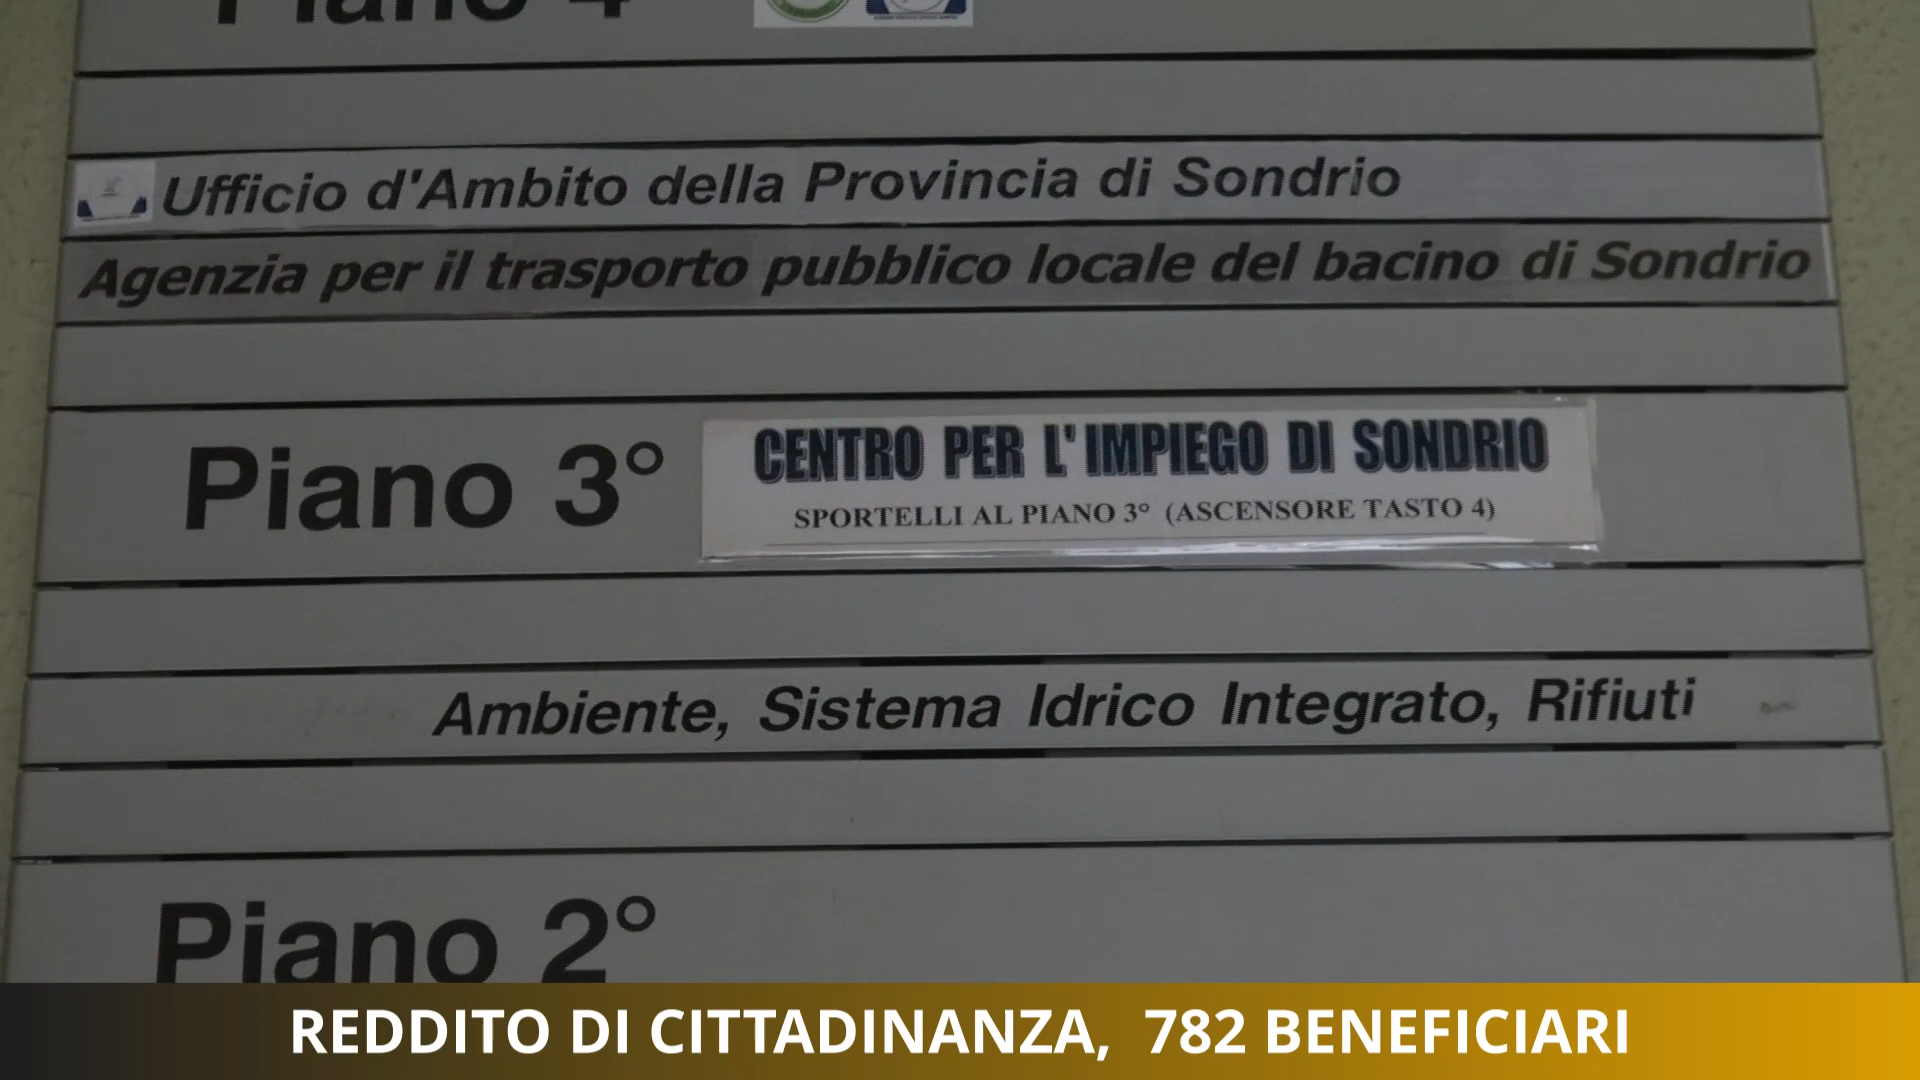 Piano 4
Ufficio d'Ambito della Provincia di Sondrio
Agenzia per il trasporto pubblico locale del bacino di Sondrio
Piano 3°
CENTRO PER L'IMPIEGO DI SONDRIO
SPORTELLI AL PIANO 3° (ASCENSORE TASTO 4)
Ambiente, Sistema Idrico Integrato, Rifiuti
Piano 2°
REDDITO DI CITTADINANZA, 782 BENEFICIARI